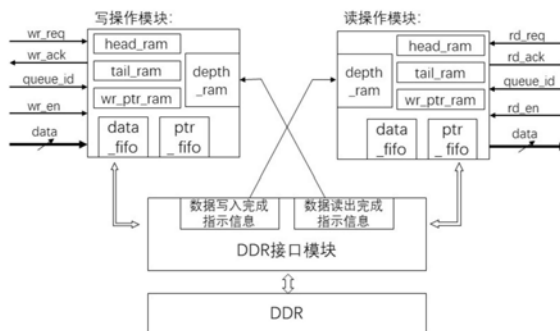 写操作模块：
wr_req
wr_ack
queue_id
wr_en
data
head_ram
tail_ram
wr_ptr_ram
depth
_ram
data
_fifo
ptr
_fifo
读操作模块：
depth
_ram
head_ram
tail_ram
wr_ptr_ram
data
_fifo
ptr
_fifo
rd_req
rd_ack
queue_id
rd_en
data
数据写入完成
指示信息
数据读出完成
指示信息
DDR接口模块
DDR